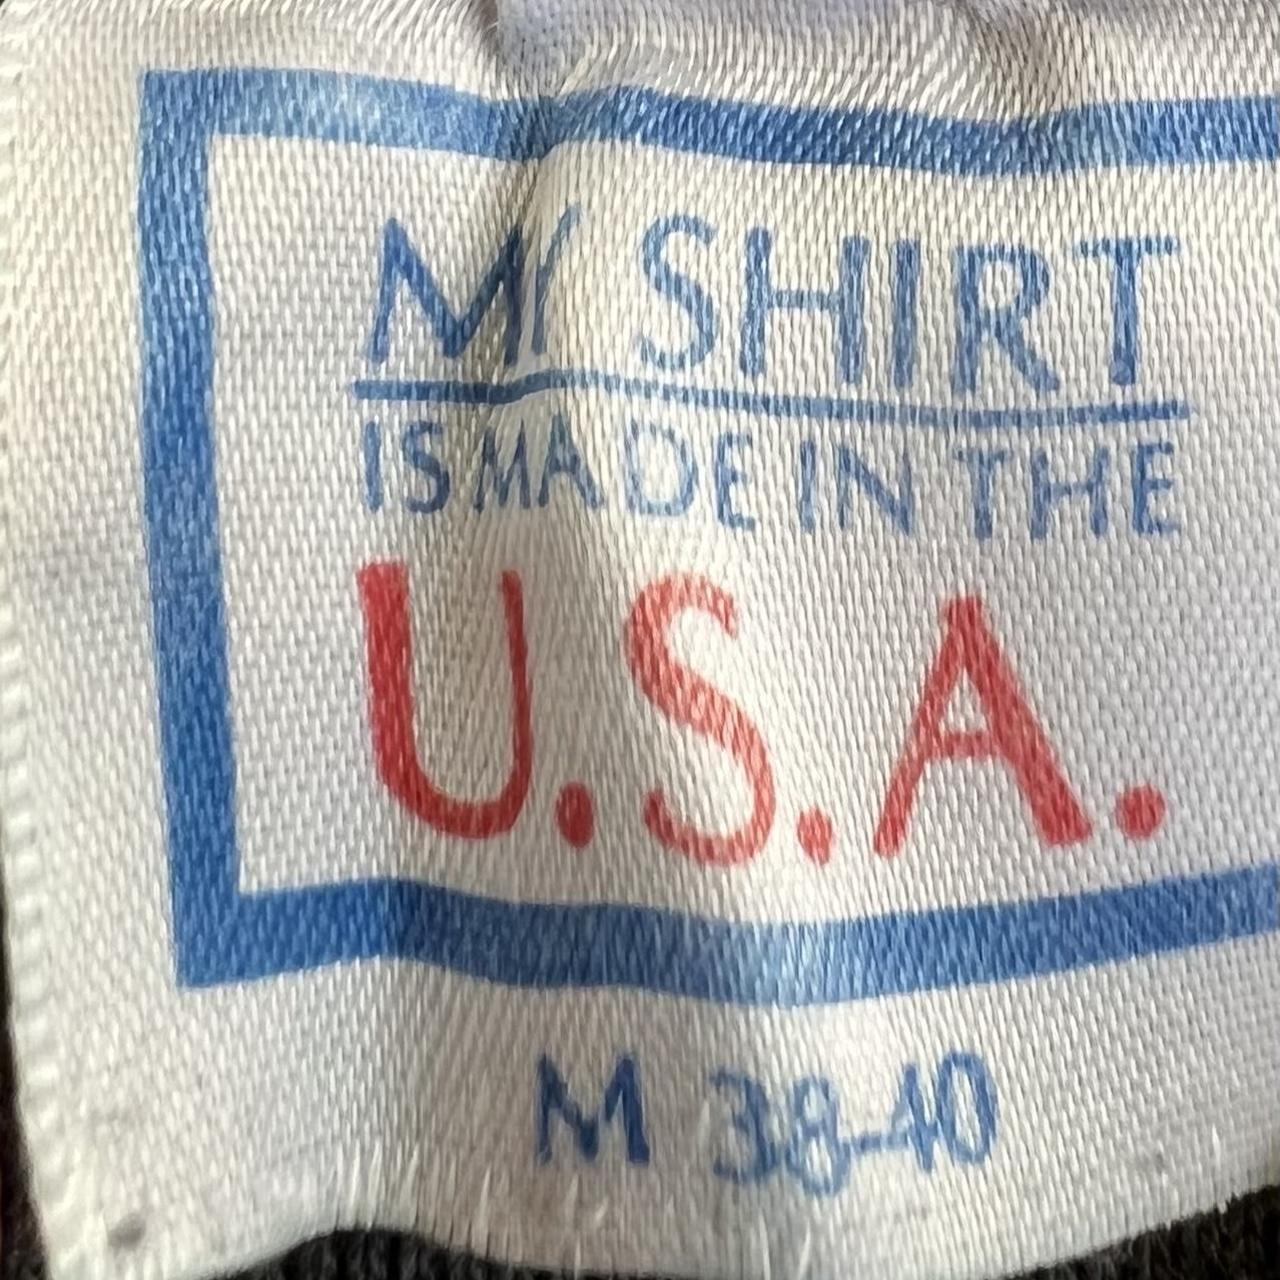 MY SHIRT
IS MADE IN THE
U.S.A.
M 38-40